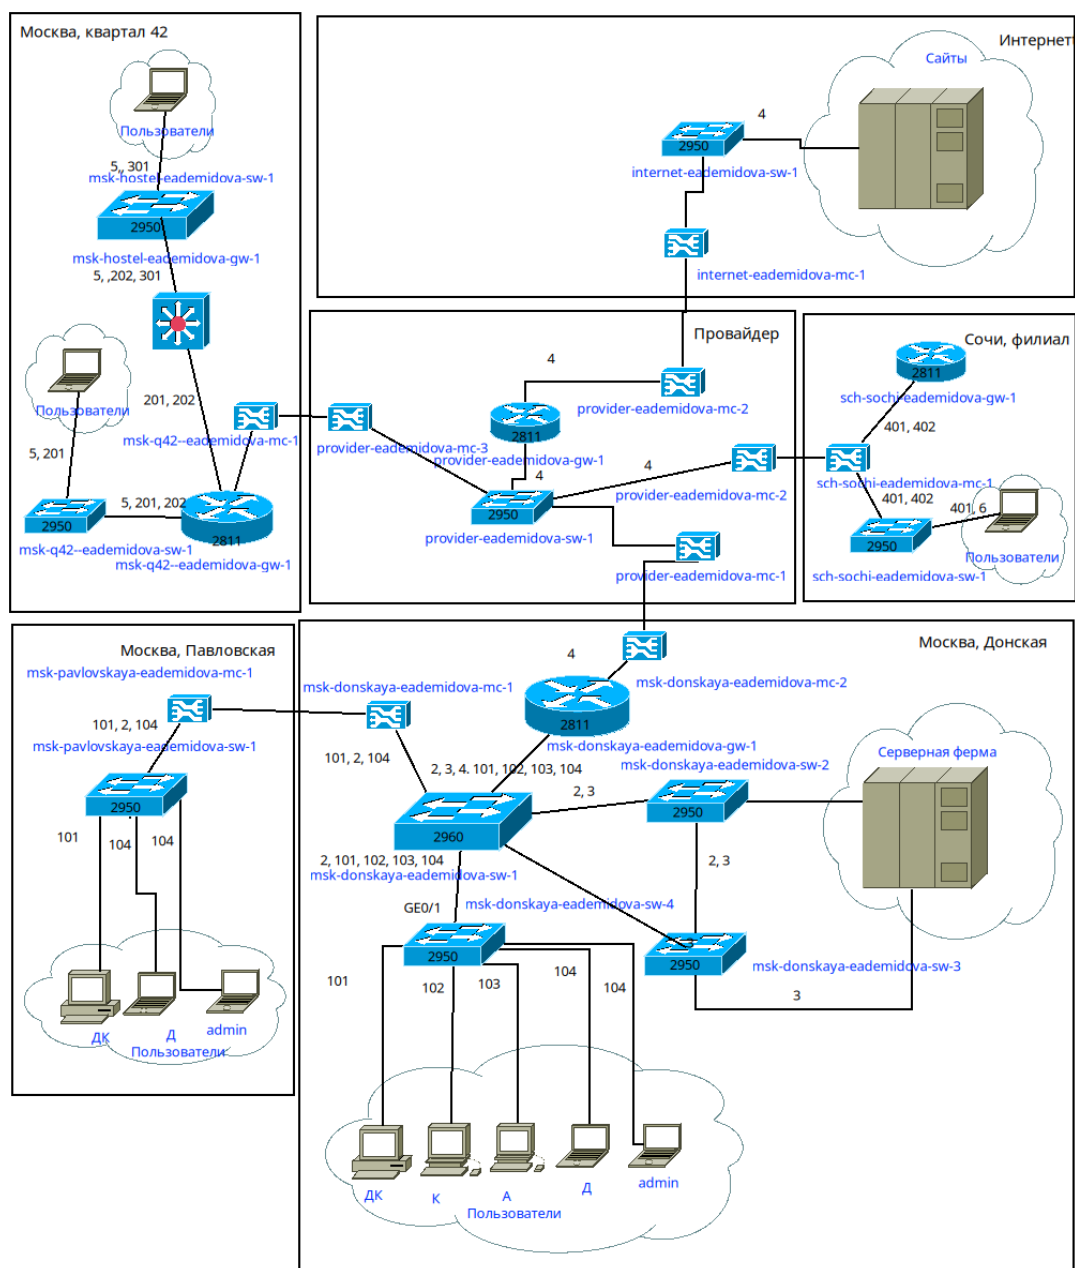 Москва, квартал 42
Пользователи
5,, 301
msk-hostel-eademidova-sw-1
2950
msk-hostel-eademidova-gw-1
5, ,202, 301
Пользователи
201, 202
msk-q42--eademidova-mc-1
5, 201
5, 201, 202
2950
2811
msk-q42--eademidova-sw-1
msk-q42--eademidova-gw-1
Интернет
Сайты
4
2950
internet-eademidova-sw-1
internet-eademidova-mc-1
Провайдер
4
provider-eademidova-mc-2
2811
provider-eademidova-mc-3
provider-eademidova-gw-1
4
4
provider-eademidova-mc-2
2950
provider-eademidova-sw-1
provider-eademidova-mc-1
Сочи, филиал
2811
sch-sochi-eademidova-gw-1
401, 402
sch-sochi-eademidova-mc-1
401, 402
401, 6
2950
Пользователи
sch-sochi-eademidova-sw-1
Москва, Павловская
msk-pavlovskaya-eademidova-mc-1
101, 2, 104
msk-pavlovskaya-eademidova-sw-1
2950
101
104
104
ДК
Д
admin
Пользователи
Москва, Донская
4
msk-donskaya-eademidova-mc-1
msk-donskaya-eademidova-mc-2
2811
msk-donskaya-eademidova-gw-1
101, 2, 104
2, 3, 4. 101, 102, 103, 104
msk-donskaya-eademidova-sw-2
Серверная ферма
2, 3
2950
2960
2, 101, 102, 103, 104
msk-donskaya-eademidova-sw-1
2, 3
GE0/1
msk-donskaya-eademidova-sw-4
2950
2950
3
msk-donskaya-eademidova-sw-3
101
102
103
104
104
3
ДК
К
А
Д
admin
Пользователи